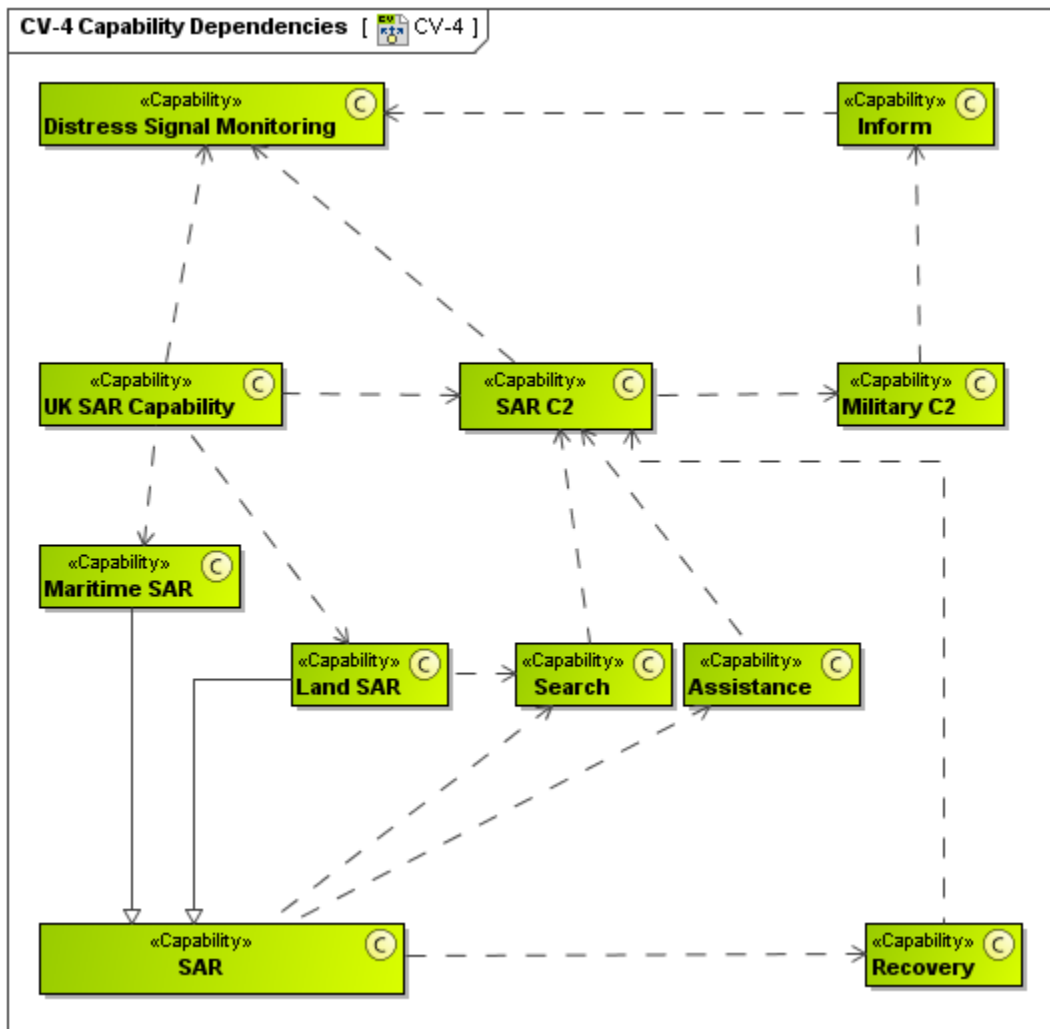 CV-4 Capability Dependencies [ CV CV-4 ]
«Capability» C
Distress Signal Monitoring
«Capability» C
Inform
«Capability» C
UK SAR Capability
«Capability» C
SAR C2
«Capability» C
Military C2
«Capability» C
Maritime SAR
«Capability» C
Land SAR
«Capability» C
Search
«Capability» C
Assistance
«Capability» C
SAR
«Capability» C
Recovery